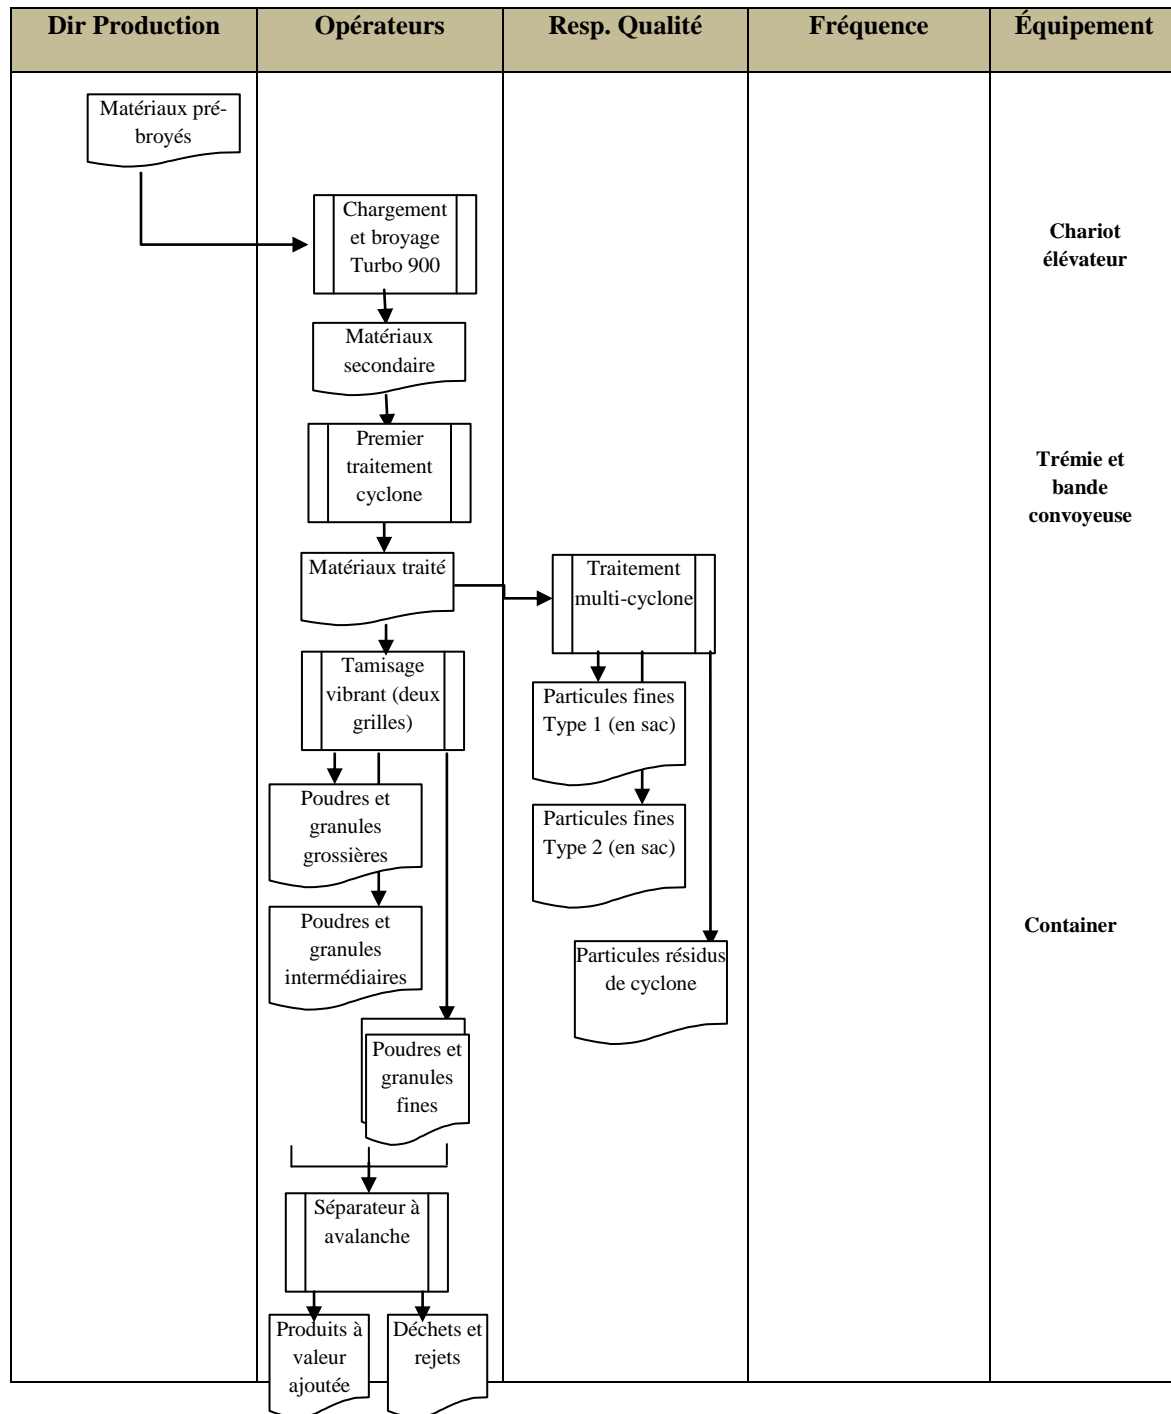 Dir Production
Opérateurs
Resp. Qualité
Fréquence
Équipement
Matériaux pré-
broyés
Chargement
et broyage
Turbo 900
Chariot
élévateur
Matériaux
secondaire
Premier
traitement
cyclone
Trémie et
bande
convoyeuse
Matériaux traité
Traitement
multi-cyclone
Tamisage
vibrant (deux
grilles)
Particules fines
Type 1 (en sac)
Poudres et
granules
grossières
Particules fines
Type 2 (en sac)
Poudres et
granules
intermédiaires
Container
Particules résidus
de cyclone
Poudres et
granules
fines
Séparateur à
avalanche
Produits à
valeur
ajoutée
Déchets et
rejets